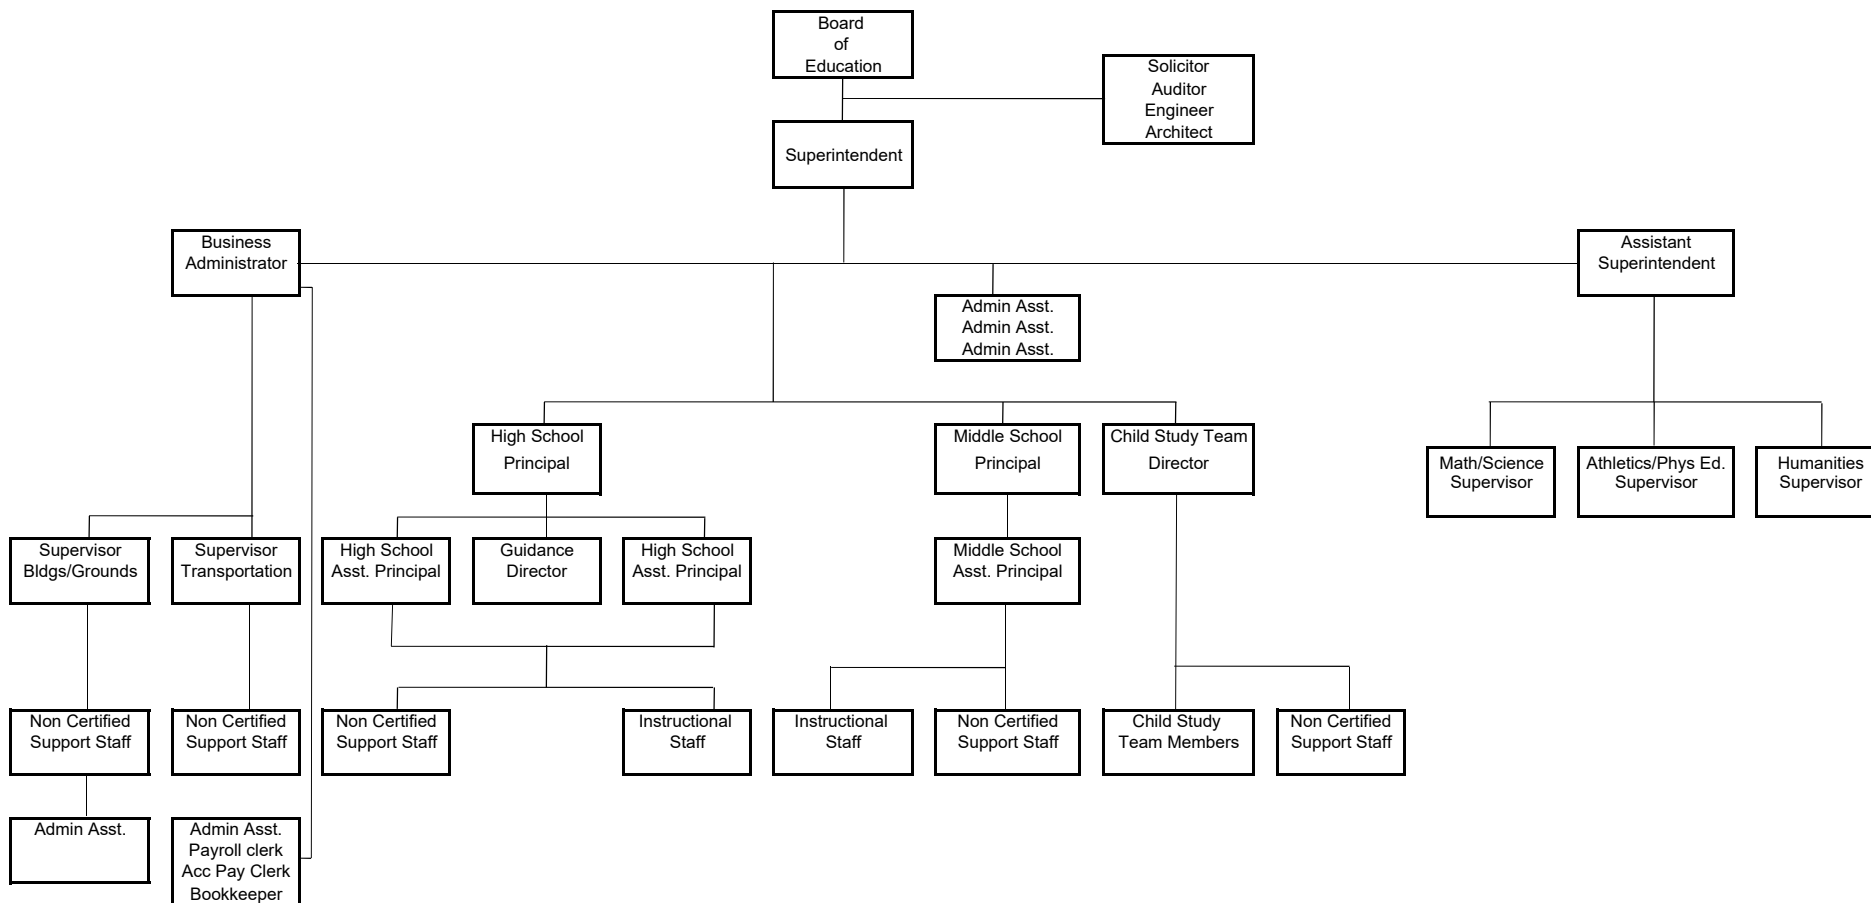 Board
of
Education
Solicitor
Auditor
Engineer
Architect
Superintendent
Business
Administrator
Assistant
Superintendent
Admin Asst.
Admin Asst.
Admin Asst.
High School
Principal
Middle School
Principal
Child Study Team
Director
Math/Science
Supervisor
Athletics/Phys Ed.
Supervisor
Humanities
Supervisor
Supervisor
Bldgs/Grounds
Supervisor
Transportation
High School
Asst. Principal
Guidance
Director
High School
Asst. Principal
Middle School
Asst. Principal
Non Certified
Support Staff
Non Certified
Support Staff
Non Certified
Support Staff
Instructional
Staff
Instructional
Staff
Non Certified
Support Staff
Child Study
Team Members
Non Certified
Support Staff
Admin Asst.
Admin Asst.
Payroll clerk
Acc Pay Clerk
Bookkeeper